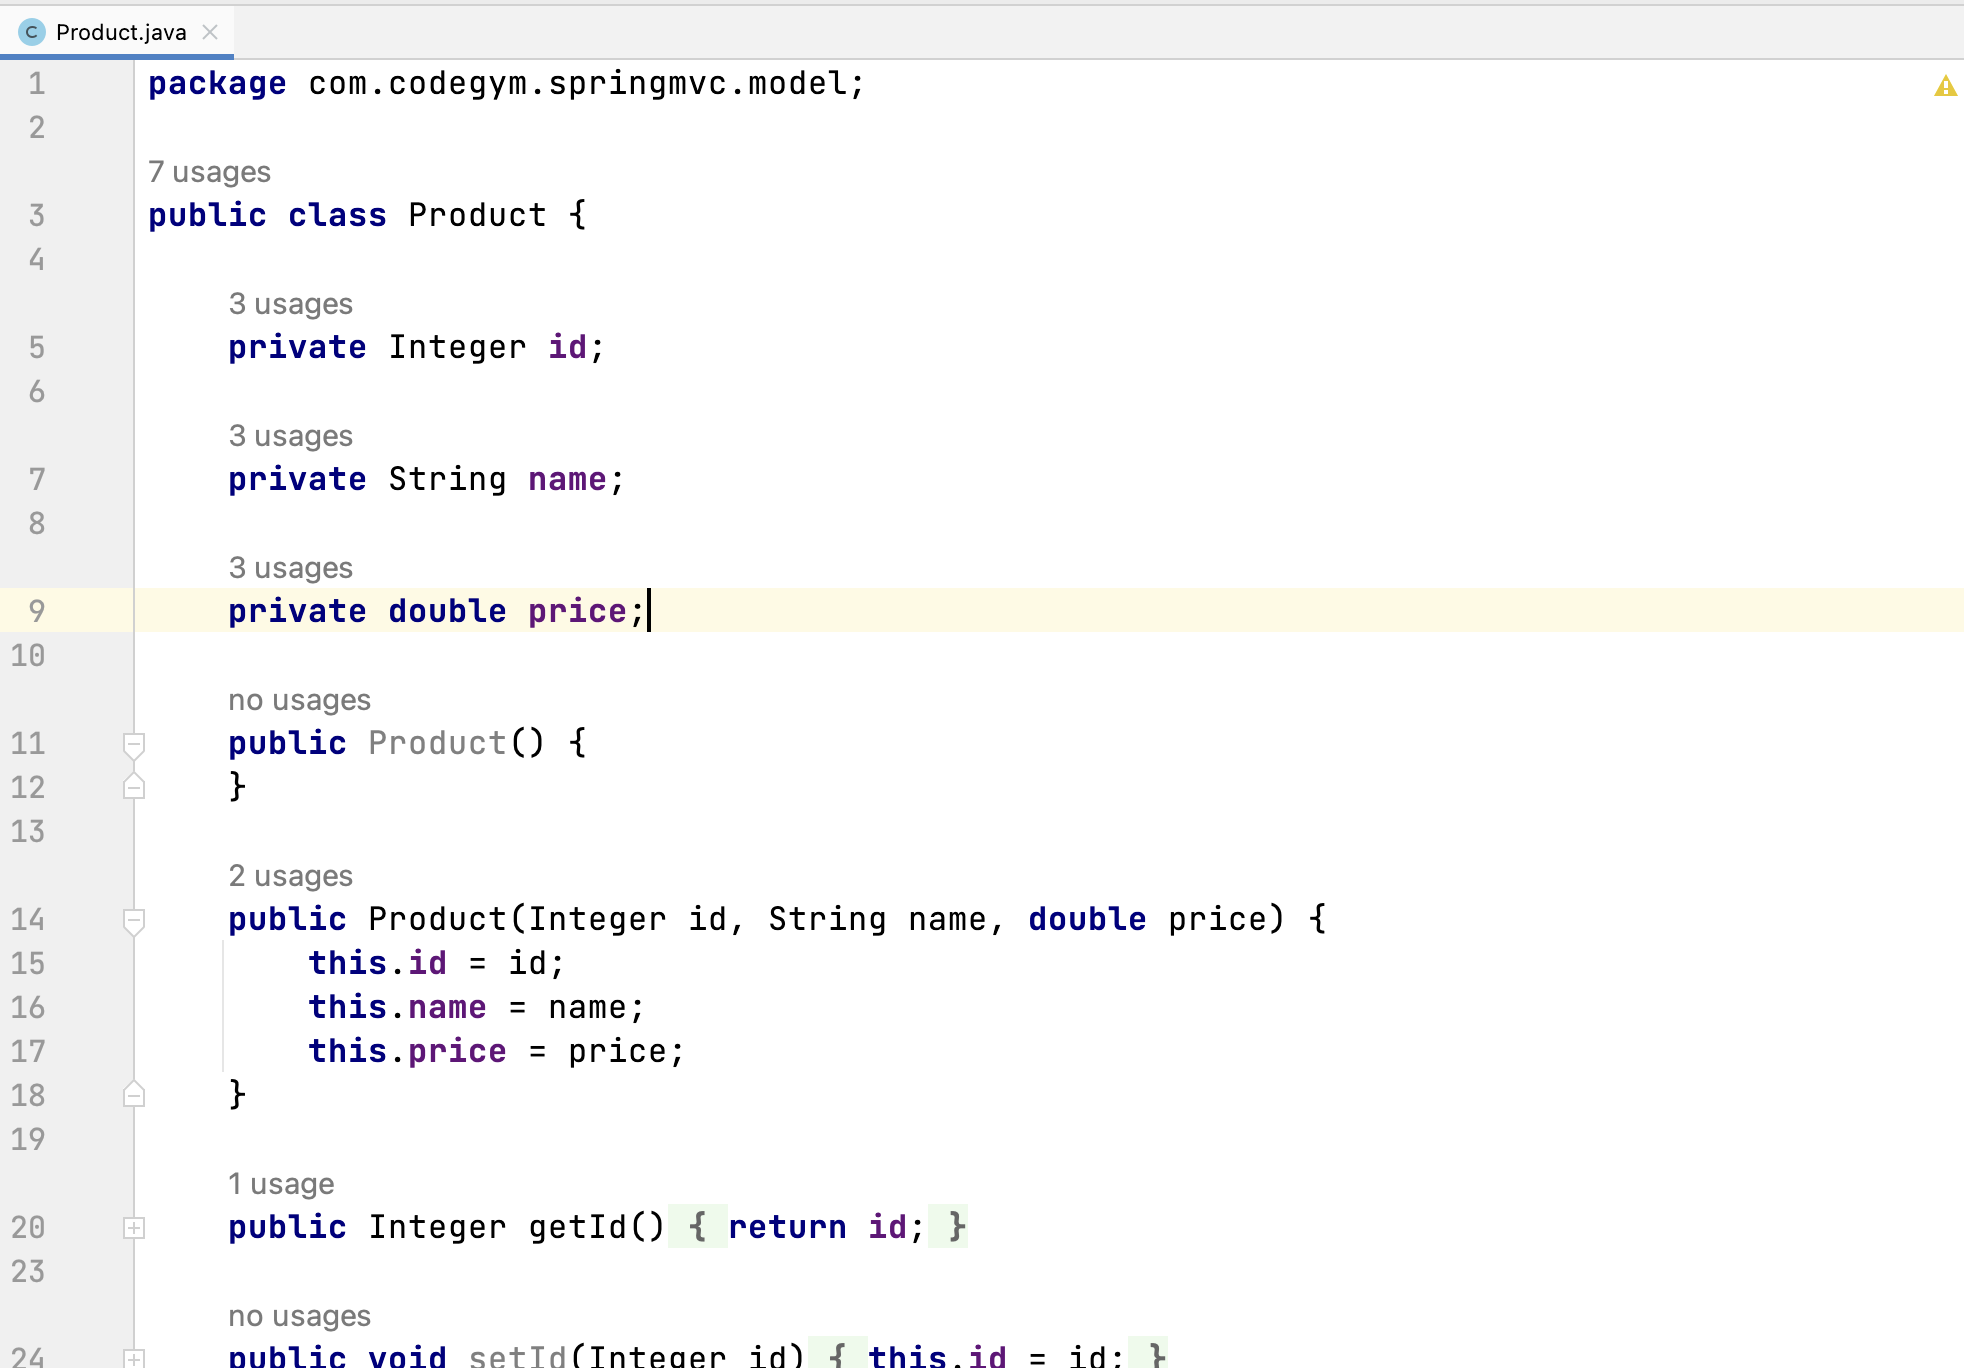 C Product.java
1 package com.codegym.springmvc.model;
2
7 usages
3 public class Product {
4
3 usages
5 private Integer id;
6
3 usages
7 private String name;
8
3 usages
9 private double price;
10
no usages
11 public Product() {
12 }
13
2 usages
14 public Product(Integer id, String name, double price) {
15 this.id = id;
16 this.name = name;
17 this.price = price;
18 }
19
1 usage
20 public Integer getId() { return id; }
23
no usages
24 public void setId(Integer id) { this.id = id; }